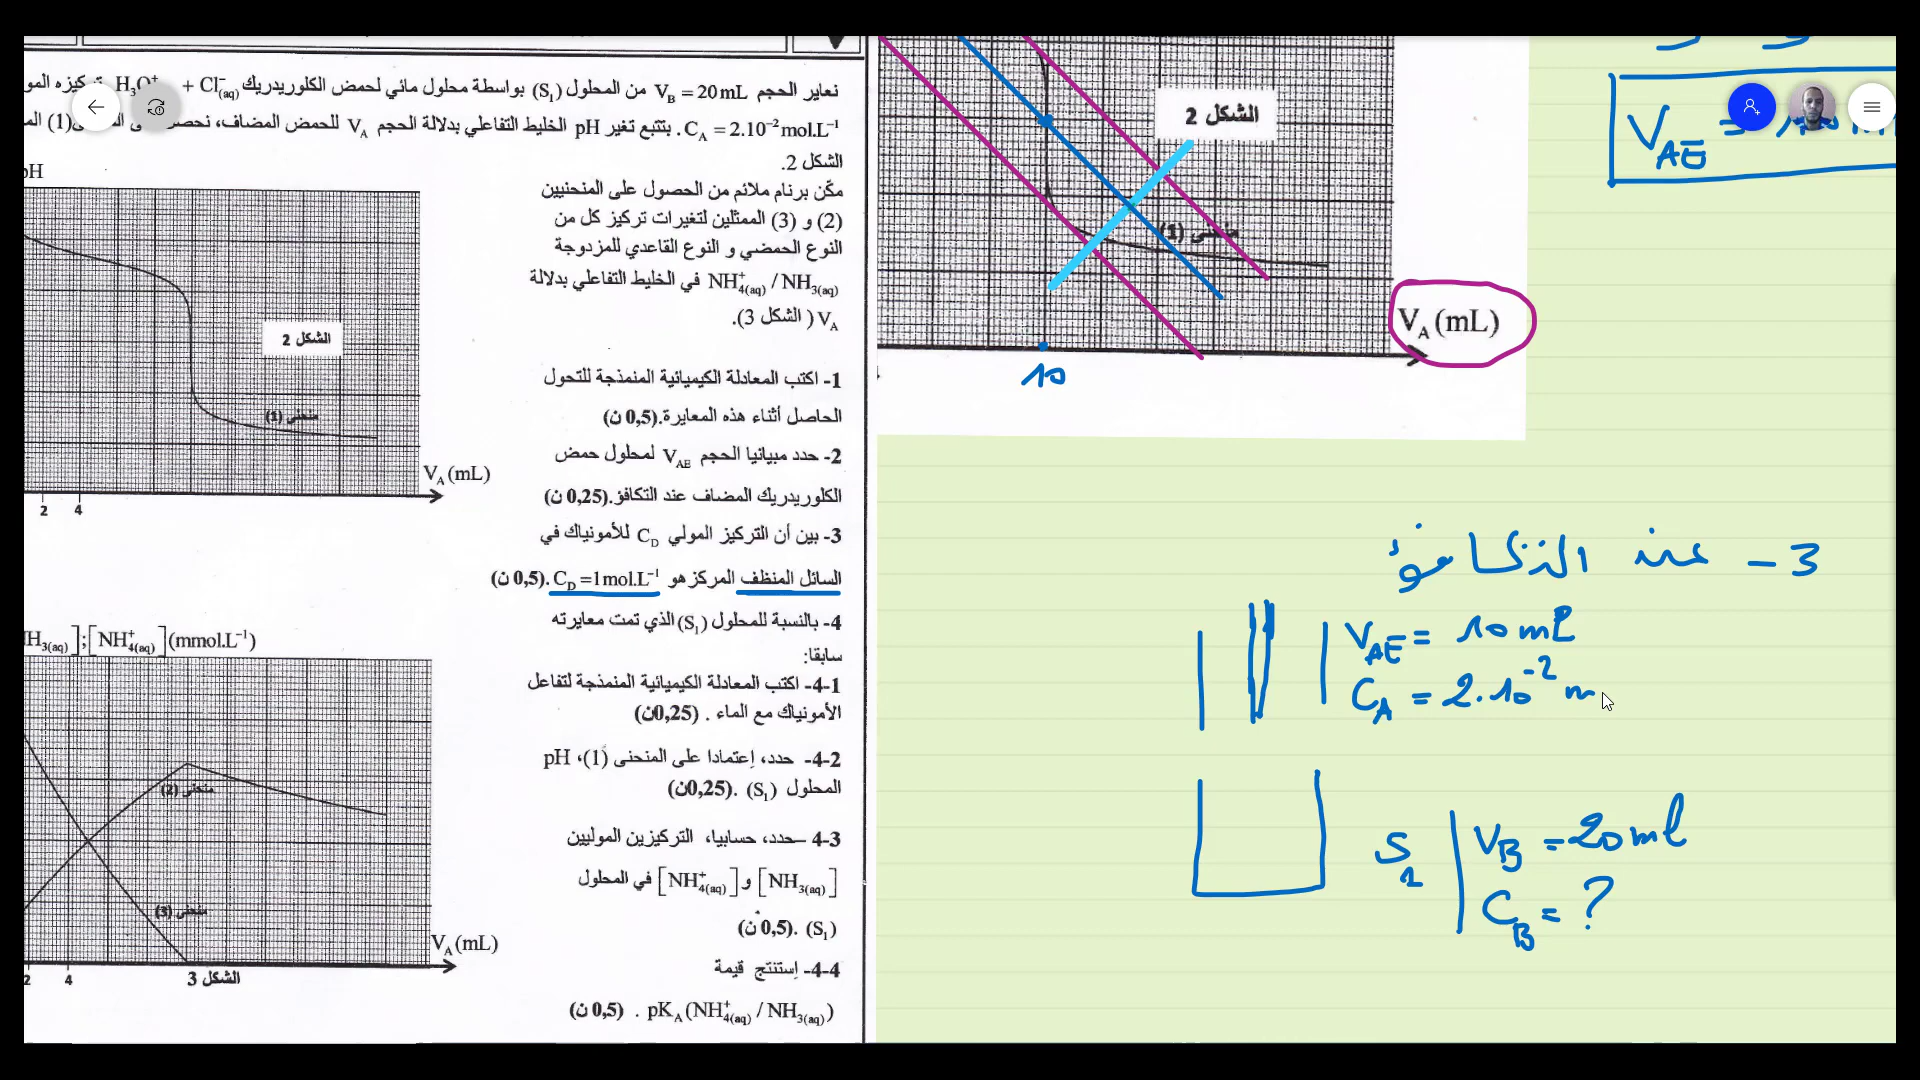 نعاير الحجم V_B = 20 mL من المحلول (S₁) بواسطة محلول مائي لحمض الكلوريدريك H₃O⁺ + Cl⁻(aq) تركيزه
C_A = 2.10⁻² mol.L⁻¹. بتتبع تغير pH الخليط التفاعلي بدلالة الحجم V_A للحمض المضاف، (1)
الشكل 2.
مكّن برنام ملائم من الحصول على المنحنيين
(2) و (3) الممثلين لتغيرات تركيز كل من
النوع الحمضي و النوع القاعدي للمزدوجة
NH₄⁺(aq) / NH₃(aq) في الخليط التفاعلي بدلالة
V_A ( الشكل 3).
1- اكتب المعادلة الكيميائية المنمذجة للتحول
الحاصل أثناء هذه المعايرة.(0,5 ن)
2- حدد مبيانيا الحجم V_AE لمحلول حمض
الكلوريدريك المضاف عند التكافؤ.(0,25 ن)
3- بين أن التركيز المولي C_D للأمونياك في
السائل المنظف المركز هو C_D =1mol.L⁻¹ .(0,5 ن)
4- بالنسبة للمحلول (S₁) الذي تمت معايرته
سابقا:
4-1- اكتب المعادلة الكيميائية المنمذجة لتفاعل
الأمونياك مع الماء . (0,25ن)
4-2- حدد، إعتمادا على المنحنى (1)، pH
المحلول (S₁) .(0,25ن)
4-3 –حدد، حسابيا، التركيزين الموليين
[NH₃(aq)] و [NH₄⁺(aq)] في المحلول
(S₁) .(0,5 ن)
4-4- إستنتج قيمة
pK_A (NH₄⁺(aq) / NH₃(aq)) . (0,5 ن)
pH
الشكل 2
منحنى (1)
V_A (mL)
2 4
H₃(aq)];[NH₄⁺(aq)] (mmol.L⁻¹)
منحنى (2)
منحنى (3)
V_A (mL)
2 4
الشكل 3
الشكل 2
منحنى (1)
V_A (mL)
10
V_AE =
3 - عند التكافؤ
V_AE = 10 mL
C_A = 2.10⁻² m
S₁
V_B = 20 ml
C_B = ?